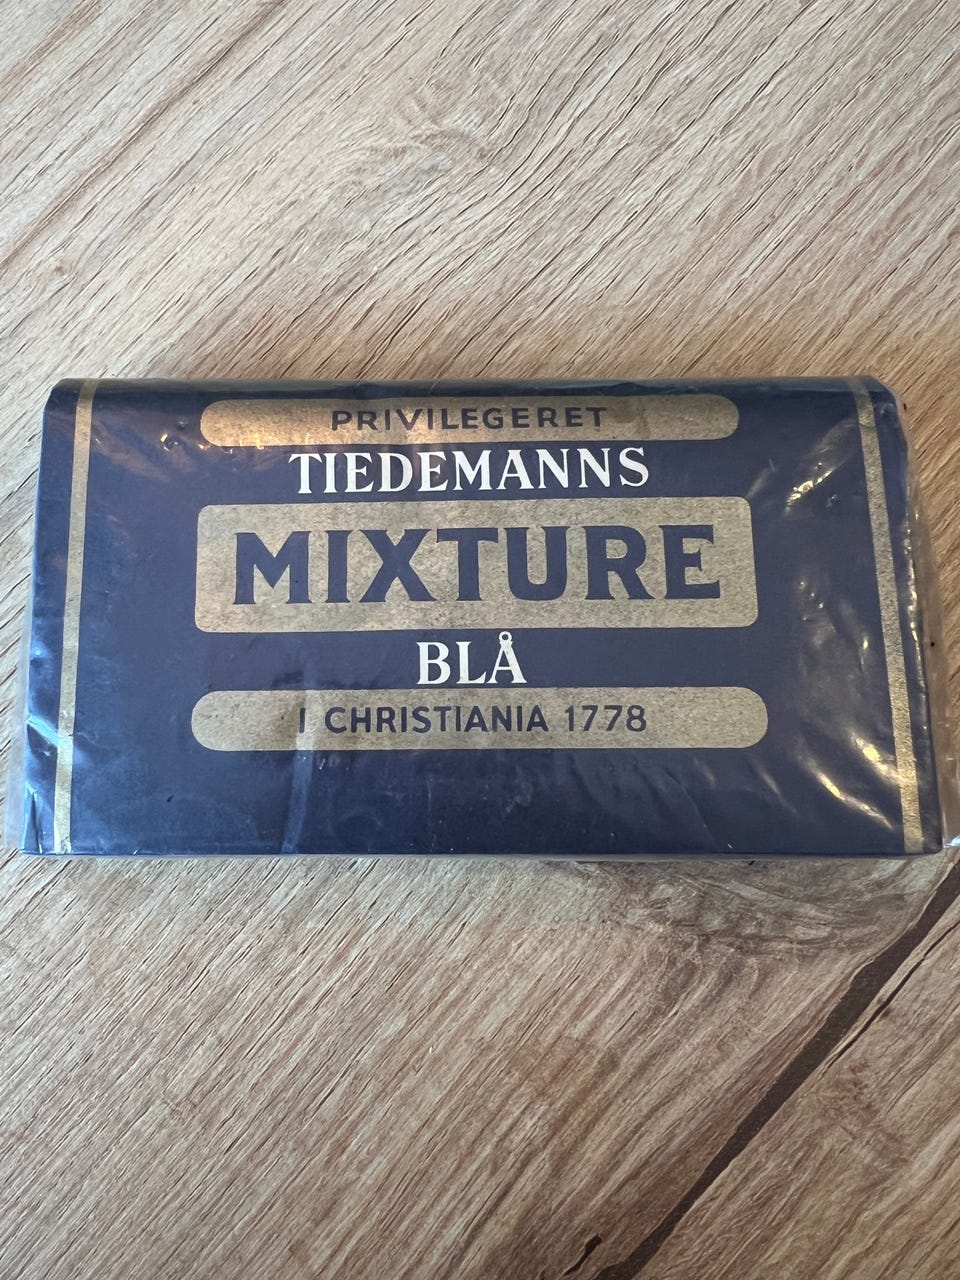 PRIVILEGERET
TIEDEMANNS
MIXTURE
BLÅ
I CHRISTIANIA 1778